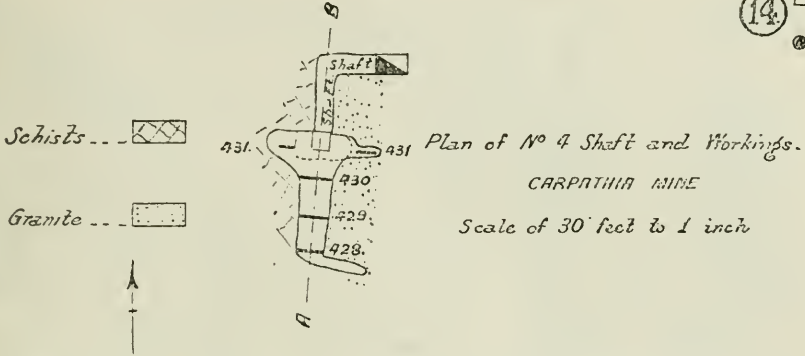 14
B
Shaft
Shaft
Schists
431.
431
Plan of Nº 4 Shaft and Workings.
430
CARPATHIA MINE
429.
Granite
Scale of 30 feet to 1 inch
428.
A